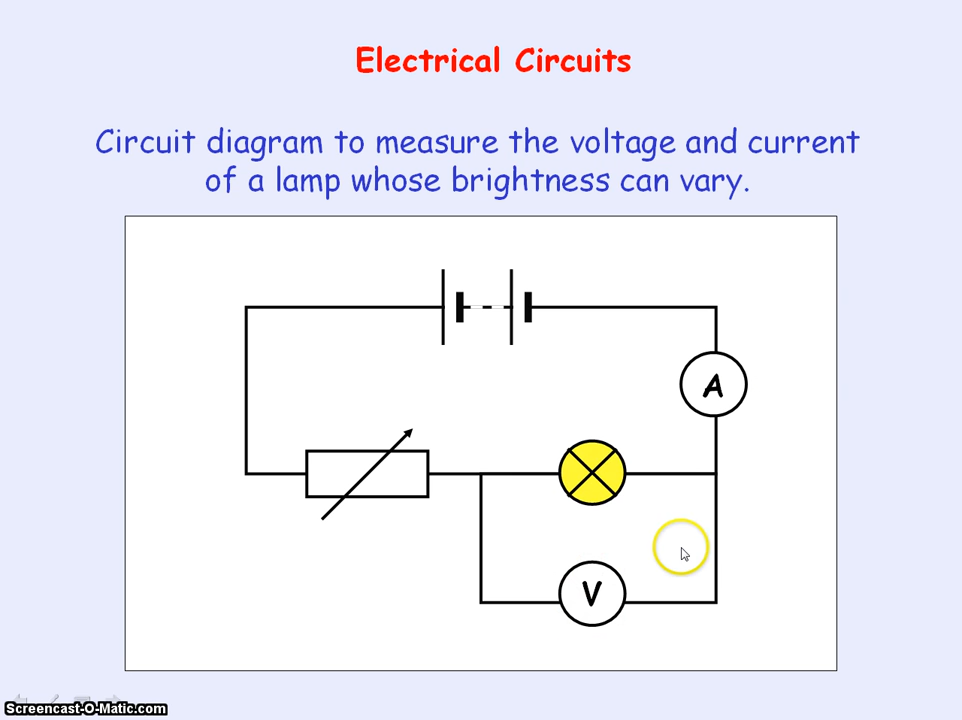 Electrical Circuits
Circuit diagram to measure the voltage and current
of a lamp whose brightness can vary.
A
V
Screencast-O-Matic.com